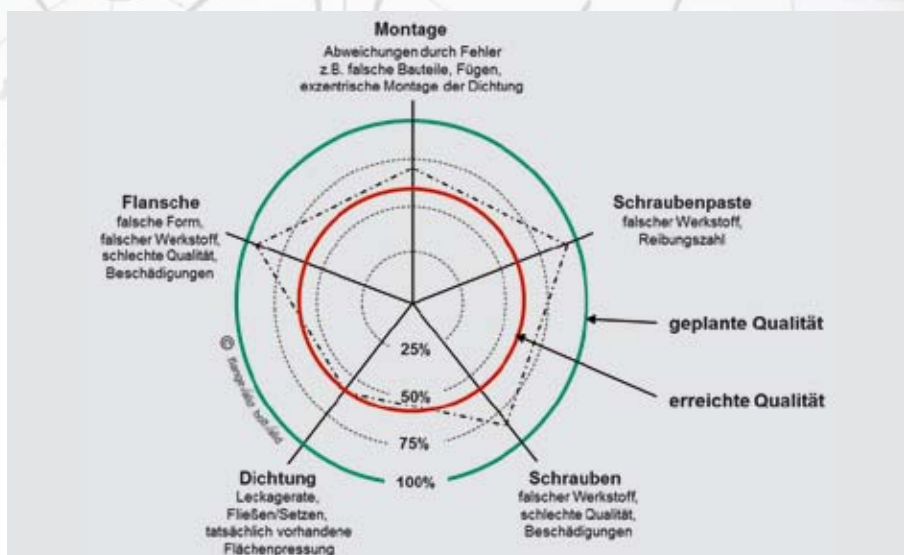 Montage
Abweichungen durch Fehler
z.B. falsche Bauteile, Fügen,
exzentrische Montage der Dichtung
Flansche
falsche Form,
falscher Werkstoff,
schlechte Qualität,
Beschädigungen
Schraubenpaste
falscher Werkstoff,
Reibungszahl
geplante Qualität
erreichte Qualität
25%
50%
75%
100%
©
Dichtung
Leckagerate,
Fließen/Setzen,
tatsächlich vorhandene
Flächenpressung
Schrauben
falscher Werkstoff,
schlechte Qualität,
Beschädigungen